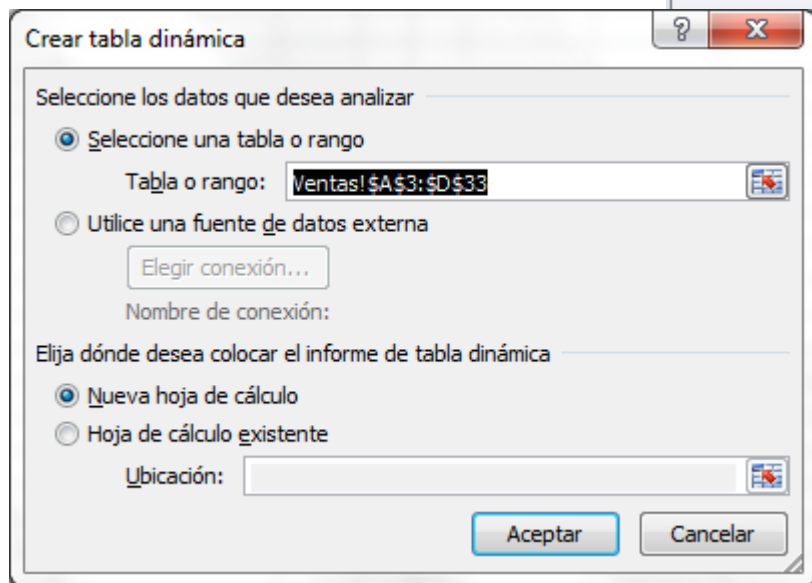 Crear tabla dinámica
Seleccione los datos que desea analizar
Seleccione una tabla o rango
Tabla o rango: Ventas!$A$3:$D$33
Utilice una fuente de datos externa
Elegir conexión...
Nombre de conexión:
Elija dónde desea colocar el informe de tabla dinámica
Nueva hoja de cálculo
Hoja de cálculo existente
Ubicación:
Aceptar Cancelar